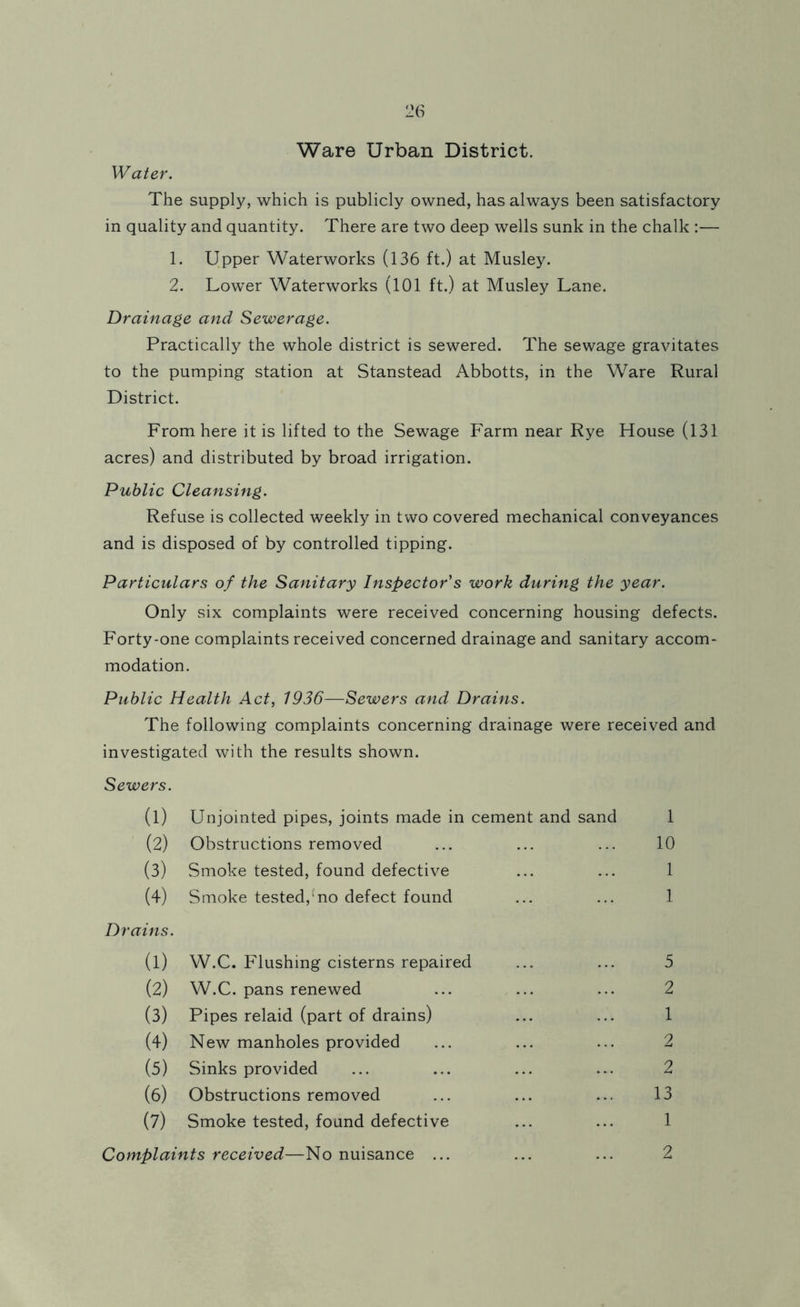 26
Ware Urban District.
Water.
The supply, which is publicly owned, has always been satisfactory
in quality and quantity. There are two deep wells sunk in the chalk :—
1. Upper Waterworks (136 ft.) at Musley.
2. Lower Waterworks (101 ft.) at Musley Lane.
Drainage and Sewerage.
Practically the whole district is sewered. The sewage gravitates
to the pumping station at Stanstead Abbotts, in the Ware Rural
District.
From here it is lifted to the Sewage Farm near Rye House (131
acres) and distributed by broad irrigation.
Public Cleansing.
Refuse is collected weekly in two covered mechanical conveyances
and is disposed of by controlled tipping.
Particulars of the Sanitary Inspector's work during the year.
Only six complaints were received concerning housing defects.
Forty-one complaints received concerned drainage and sanitary accom-
modation.
Public Health Act, 1936—Sewers and Drains.
The following complaints concerning drainage were received and
investigated with the results shown.
Sewers.
(1) Unjointed pipes, joints made in cement and sand 1
(2) Obstructions removed ... ... ... 10
(3) Smoke tested, found defective ... ... 1
(4) Smoke tested, no defect found ... ... 1
Drains.
(1) W.C. Flushing cisterns repaired ... ... 5
(2) W.C. pans renewed ... ... ... 2
(3) Pipes relaid (part of drains) ... ... 1
(4) New manholes provided ... ... ... 2
(5) Sinks provided ... ... ... ... 2
(6) Obstructions removed ... ... ... 13
(7) Smoke tested, found defective ... ... 1
Complaints received—No nuisance ... ... ... 2